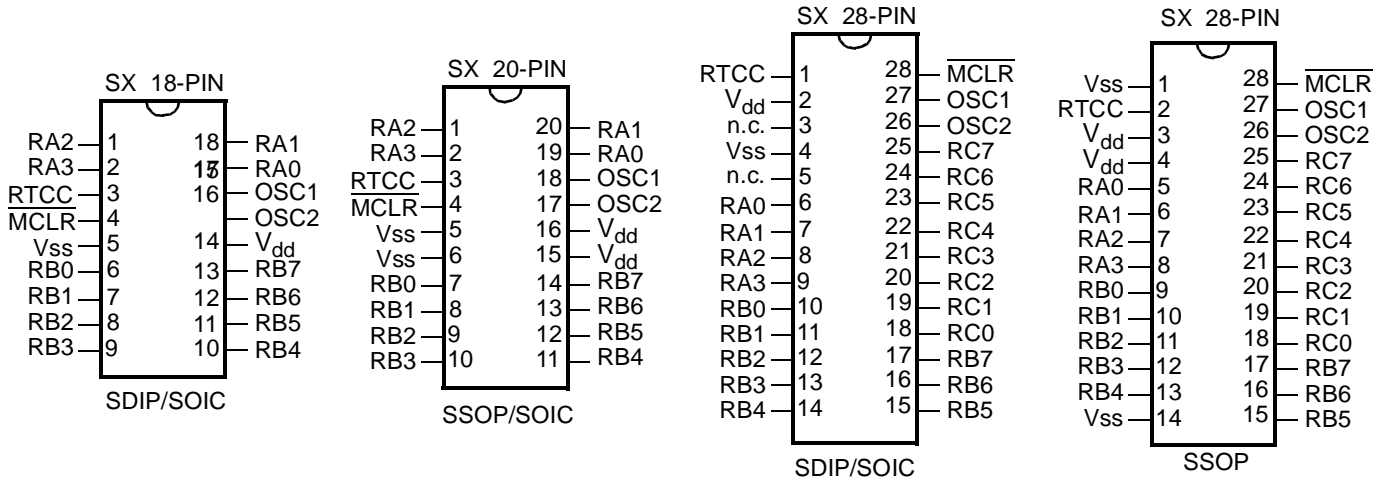 SX 18-PIN
RA2 1 18 RA1
RA3 2 17 RA0
RTCC 3 16 OSC1
MCLR 4 OSC2
Vss 5 14 Vdd
RB0 6 13 RB7
RB1 7 12 RB6
RB2 8 11 RB5
RB3 9 10 RB4
SDIP/SOIC
SX 20-PIN
RA2 1 20 RA1
RA3 2 19 RA0
RTCC 3 18 OSC1
MCLR 4 17 OSC2
Vss 5 16 Vdd
Vss 6 15 Vdd
RB0 7 14 RB7
RB1 8 13 RB6
RB2 9 12 RB5
RB3 10 11 RB4
SSOP/SOIC
SX 28-PIN
RTCC 1 28 MCLR
Vdd 2 27 OSC1
n.c. 3 26 OSC2
Vss 4 25 RC7
n.c. 5 24 RC6
RA0 6 23 RC5
RA1 7 22 RC4
RA2 8 21 RC3
RA3 9 20 RC2
RB0 10 19 RC1
RB1 11 18 RC0
RB2 12 17 RB7
RB3 13 16 RB6
RB4 14 15 RB5
SDIP/SOIC
SX 28-PIN
Vss 1 28 MCLR
RTCC 2 27 OSC1
Vdd 3 26 OSC2
Vdd 4 25 RC7
RA0 5 24 RC6
RA1 6 23 RC5
RA2 7 22 RC4
RA3 8 21 RC3
RB0 9 20 RC2
RB1 10 19 RC1
RB2 11 18 RC0
RB3 12 17 RB7
RB4 13 16 RB6
Vss 14 15 RB5
SSOP